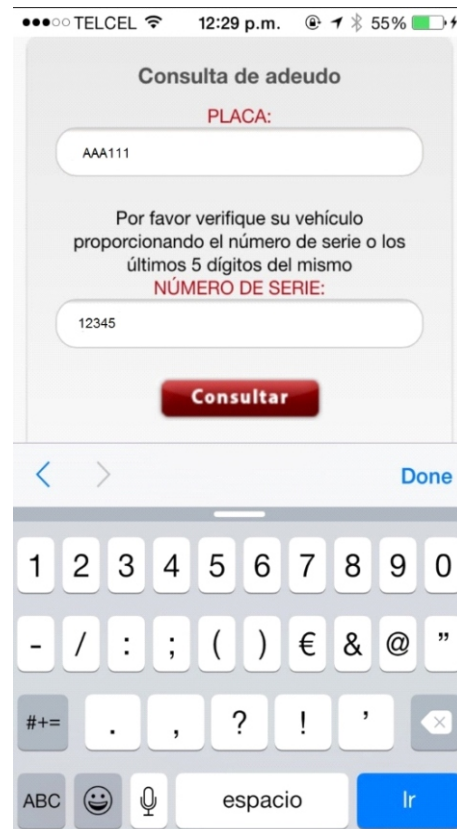 TELCEL 12:29 p.m. 55%
Consulta de adeudo
PLACA:
AAA111
Por favor verifique su vehículo
proporcionando el número de serie o los
últimos 5 dígitos del mismo
NÚMERO DE SERIE:
12345
Consultar
Done
1 2 3 4 5 6 7 8 9 0
- / : ; ( ) € & @ ”
#+= . , ? ! ’
ABC espacio Ir